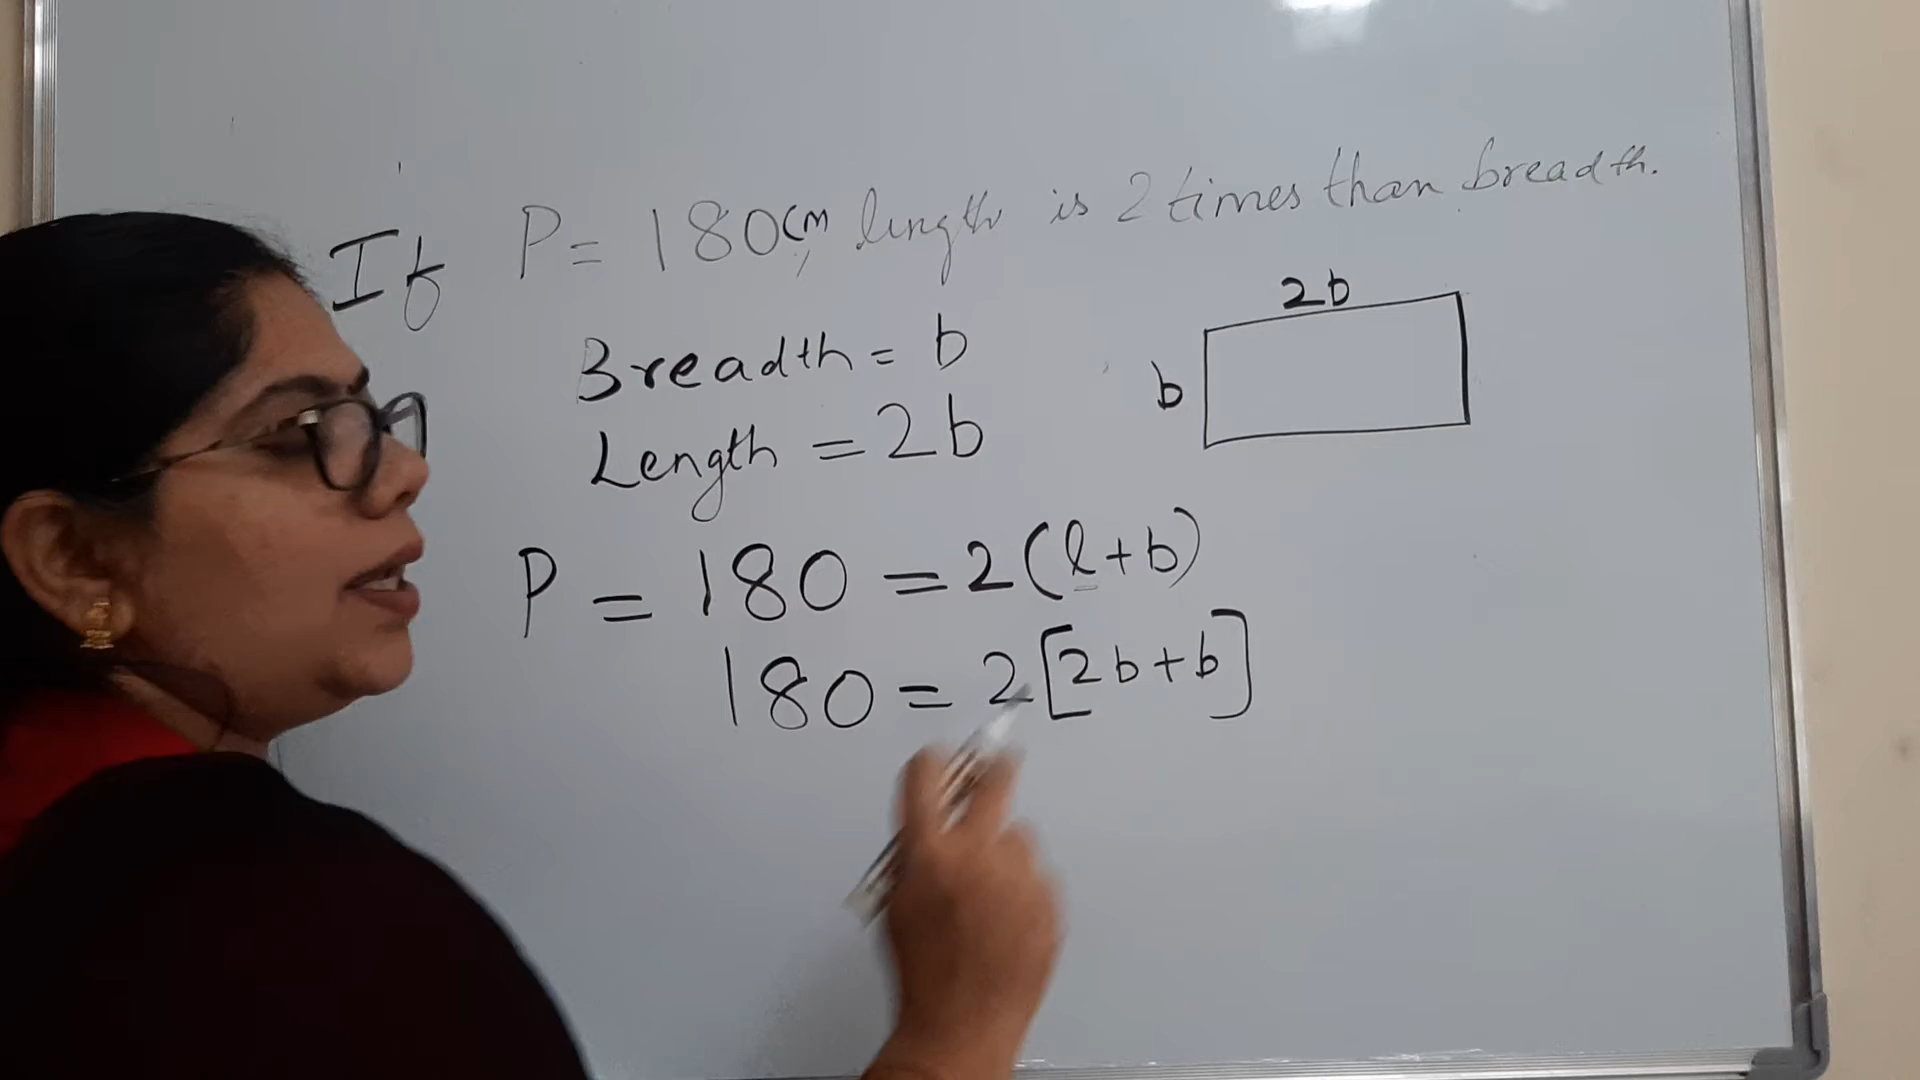 If P = 180cm, length is 2 times than breadth.
2b
Breadth = b
b
Length = 2b
P = 180 = 2(l+b)
180 = 2[2b+b]